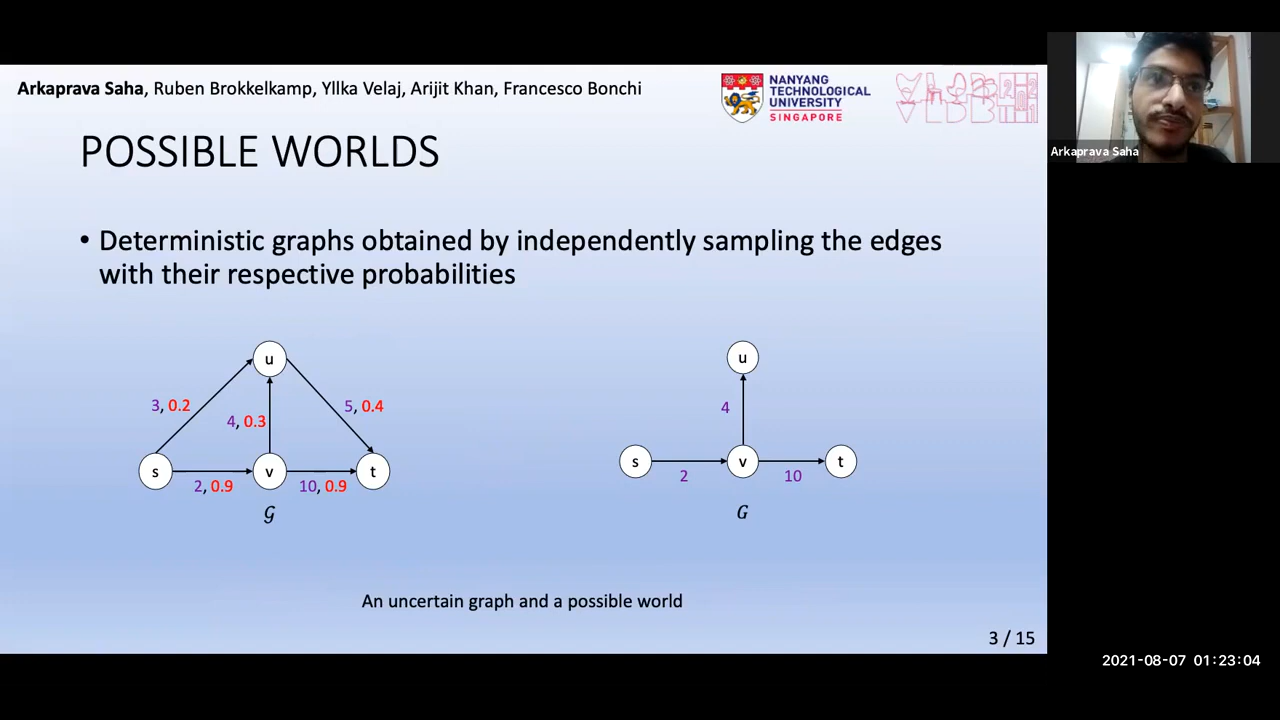 Arkaprava Saha, Ruben Brokkelkamp, Yllka Velaj, Arijit Khan, Francesco Bonchi
NANYANG
TECHNOLOGICAL
UNIVERSITY
SINGAPORE
Arkaprava Saha
POSSIBLE WORLDS
• Deterministic graphs obtained by independently sampling the edges
with their respective probabilities
u
u
3, 0.2
5, 0.4
4, 0.3
4
s
v
t
s
v
t
2, 0.9
10, 0.9
2
10
𝒢
G
An uncertain graph and a possible world
3 / 15
2021-08-07 01:23:04